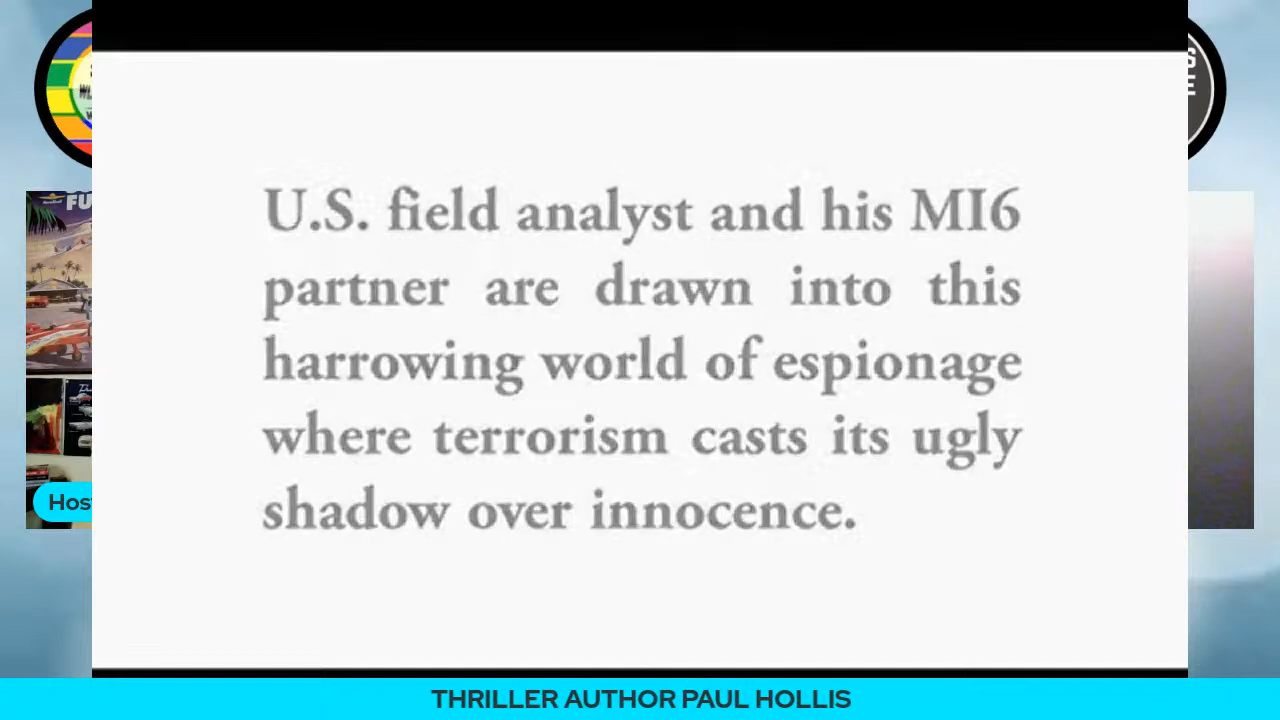 FU
U.S. field analyst and his MI6
partner are drawn into this
harrowing world of espionage
where terrorism casts its ugly
shadow over innocence.
THRILLER AUTHOR PAUL HOLLIS